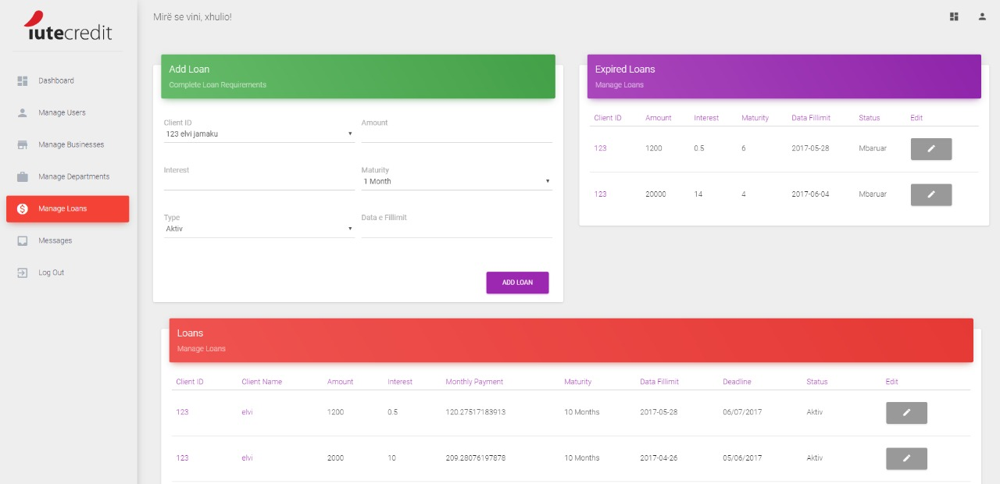 iutecredit
Mirë se vini, xhulio!
Dashboard
Manage Users
Manage Businesses
Manage Departments
Manage Loans
Messages
Log Out
Add Loan
Complete Loan Requirements
Client ID
Amount
123 elvi jamaku
Interest
Maturity
1 Month
Type
Data e Fillimit
Aktiv
ADD LOAN
Expired Loans
Manage Loans
Client ID Amount Interest Maturity Data Fillimit Status Edit
123 1200 0.5 6 2017-05-28 Mbaruar
123 20000 14 4 2017-06-04 Mbaruar
Loans
Manage Loans
Client ID Client Name Amount Interest Monthly Payment Maturity Data Fillimit Deadline Status Edit
123 elvi 1200 0.5 120.27517183913 10 Months 2017-05-28 06/07/2017 Aktiv
123 elvi 2000 10 209.28076197878 10 Months 2017-04-26 05/06/2017 Aktiv